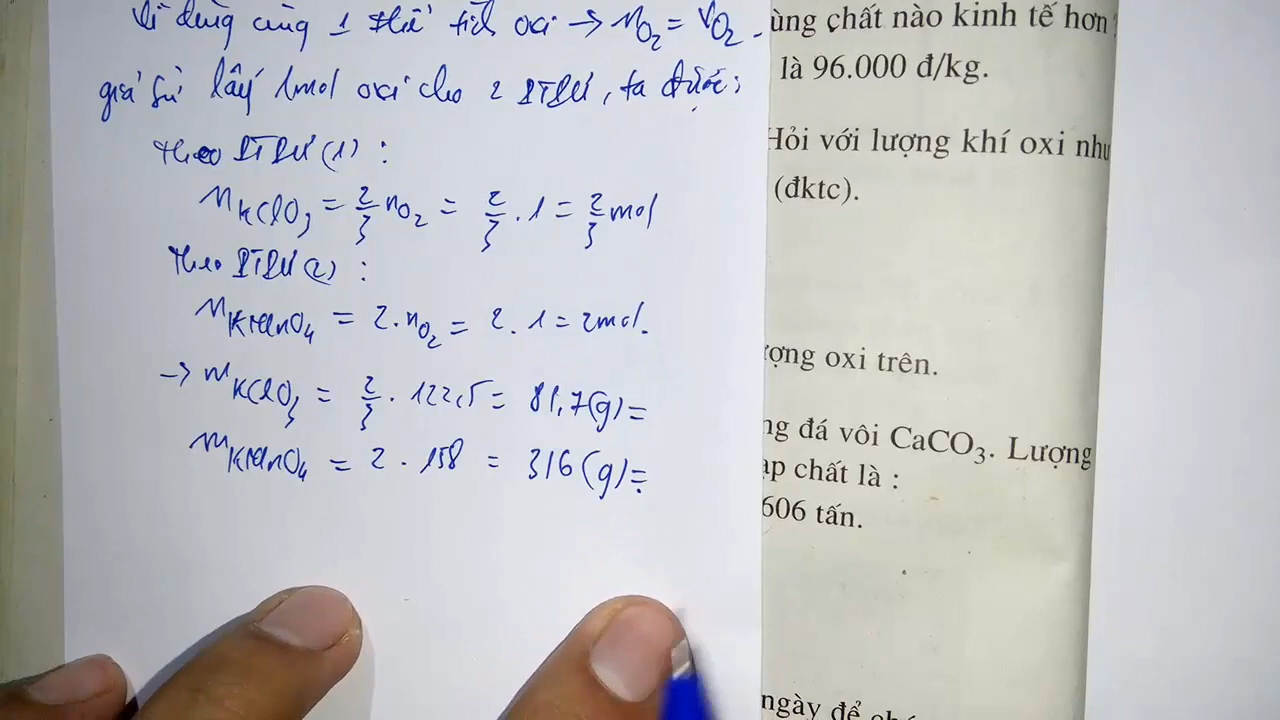 Vì dùng cùng 1 thể tích oxi → nO2 = VO2.
giả sử lấy 1mol oxi cho 2 PTPƯ, ta được:
theo PTPƯ(1) :
nKClO3 = 2/3 nO2 = 2/3 . 1 = 2/3 mol
theo PTPƯ(2) :
nKMnO4 = 2.nO2 = 2.1 = 2mol.
→ mKClO3 = 2/3 . 122,5 = 81,7(g) =
mKMnO4 = 2 . 158 = 316(g) =
ùng chất nào kinh tế hơn
là 96.000 đ/kg.
Hỏi với lượng khí oxi như
(đktc).
ượng oxi trên.
ng đá vôi CaCO3. Lượng
ạp chất là :
606 tấn.
ngày để